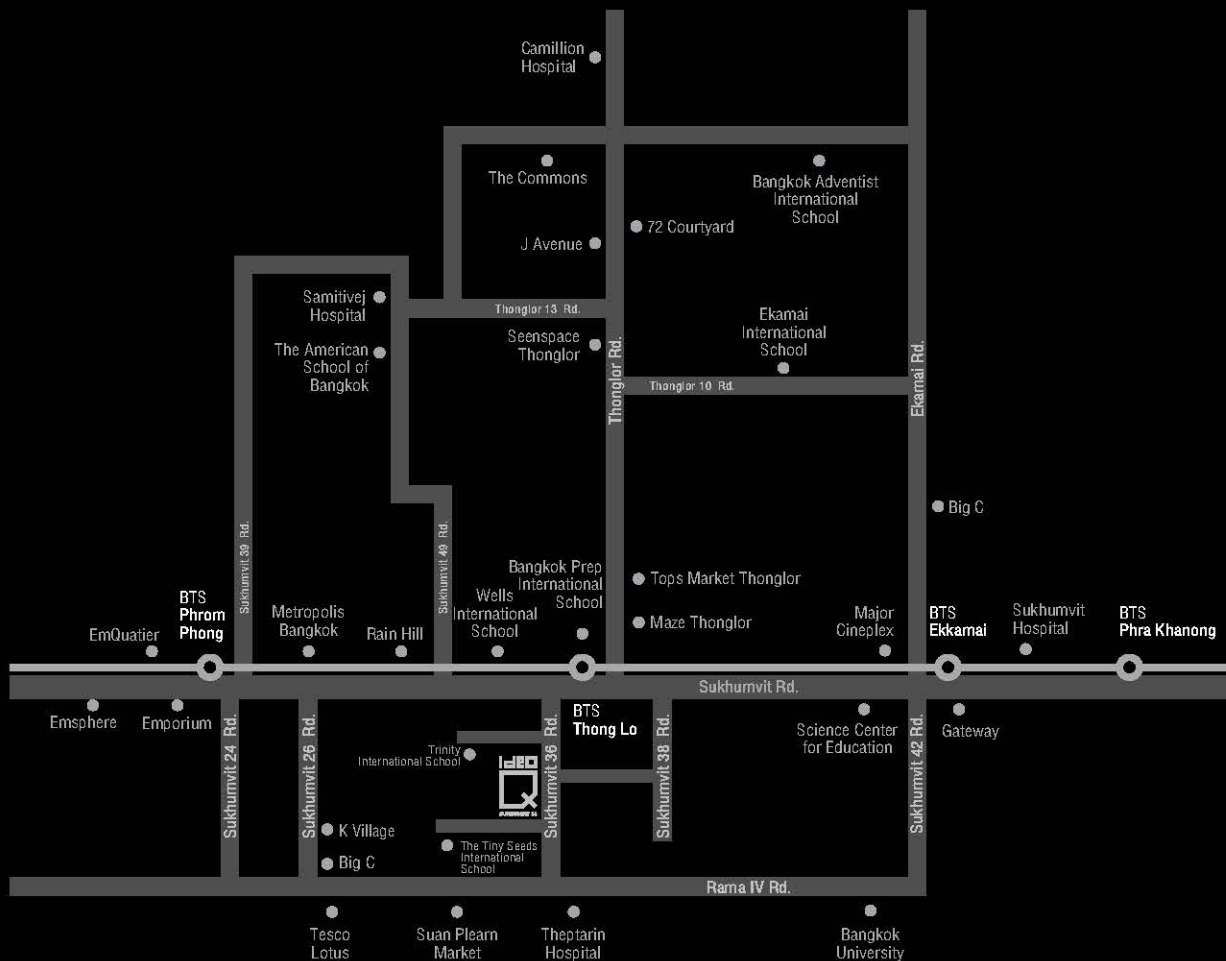 Camillion
Hospital
The Commons
Bangkok Adventist
International
School
72 Courtyard
J Avenue
Samitivej
Hospital
Thonglor 13 Rd.
Ekamai
International
School
Seenspace
Thonglor
The American
School of
Bangkok
Thonglor Rd.
Thonglor 10 Rd.
Ekamai Rd.
Big C
Sukhumvit 39 Rd.
Sukhumvit 49 Rd.
Bangkok Prep
International
School
Tops Market Thonglor
Wells
International
School
BTS
Phrom
Phong
Metropolis
Bangkok
Maze Thonglor
Major
Cineplex
BTS
Ekkamai
Sukhumvit
Hospital
BTS
Phra Khanong
EmQuatier
Rain Hill
Sukhumvit Rd.
Emsphere
Emporium
BTS
Thong Lo
Science Center
for Education
Gateway
Sukhumvit 24 Rd.
Sukhumvit 26 Rd.
Trinity
International School
ideo
Q
SUKHUMVIT 36
Sukhumvit 36 Rd.
Sukhumvit 38 Rd.
Sukhumvit 42 Rd.
K Village
The Tiny Seeds
International
School
Big C
Rama IV Rd.
Tesco
Lotus
Suan Plearn
Market
Theptarin
Hospital
Bangkok
University